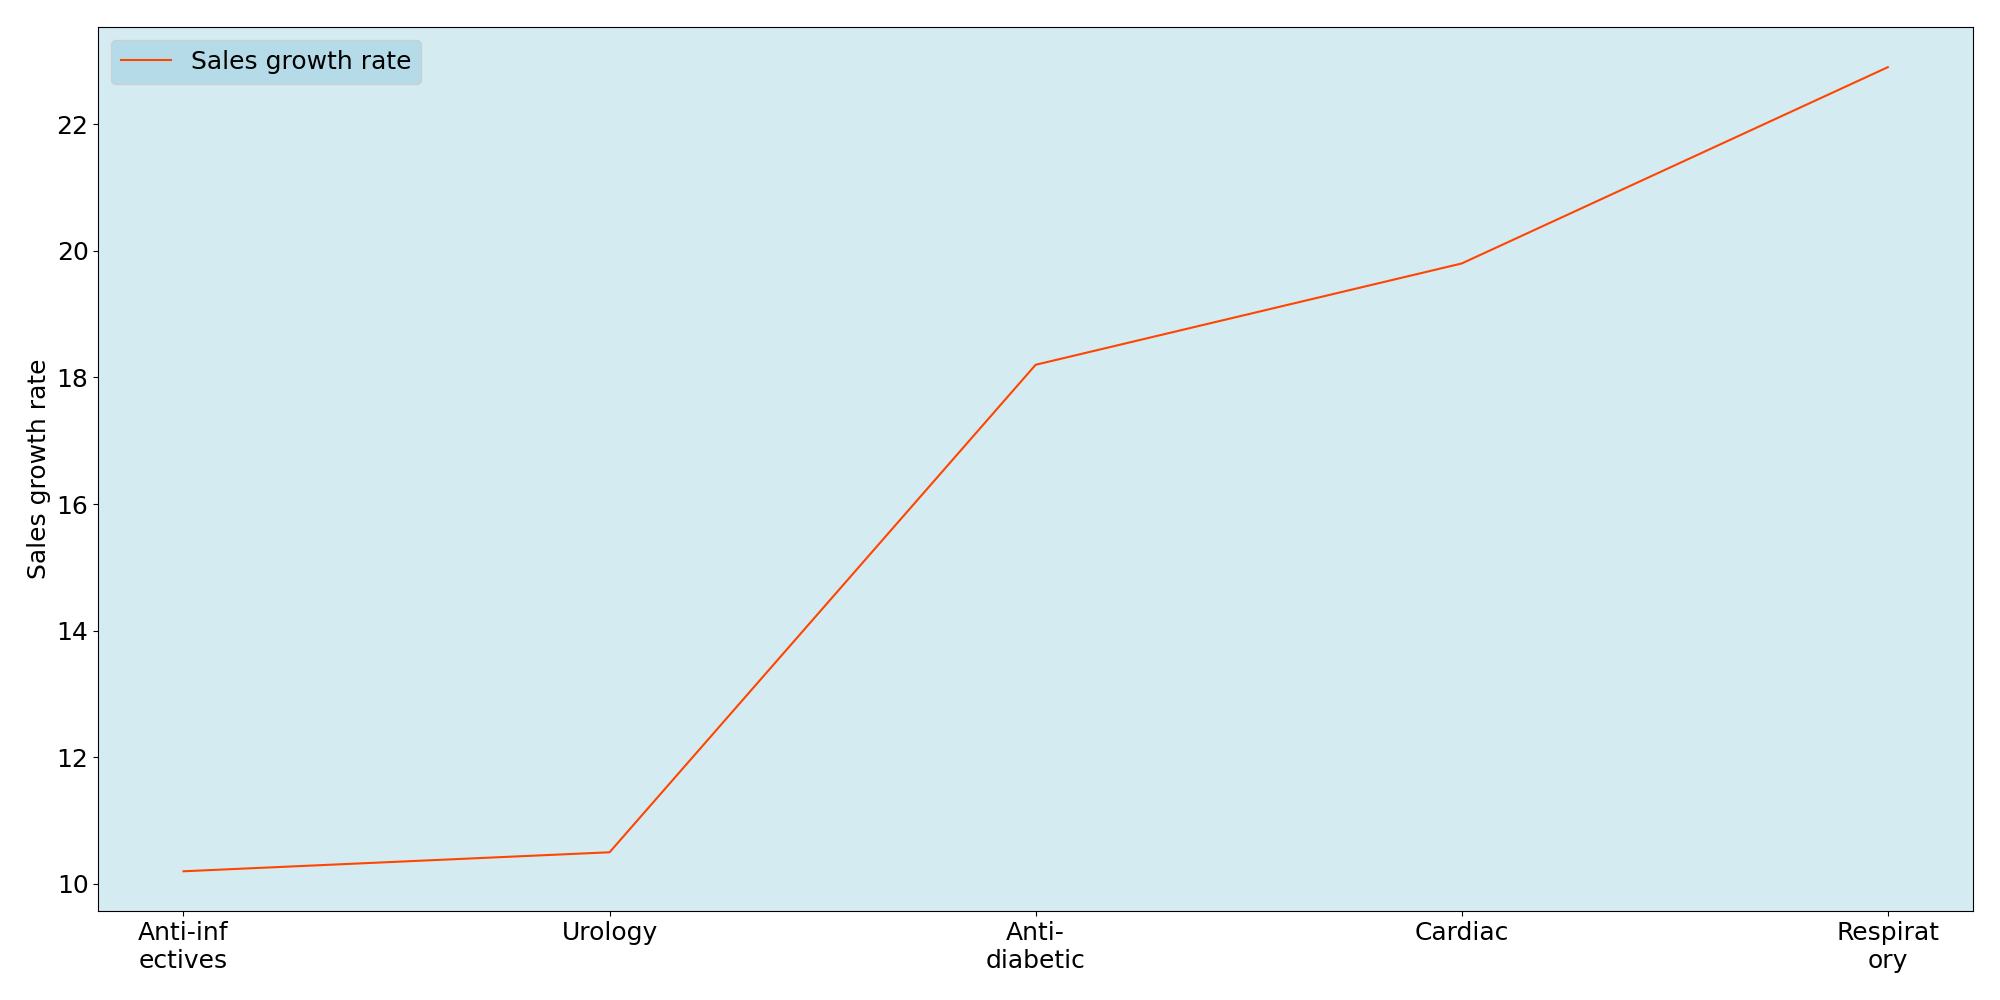 Sales growth rate
22
20
18
16
14
12
10
Sales growth rate
Anti-inf
ectives
Urology
Anti-
diabetic
Cardiac
Respirat
ory